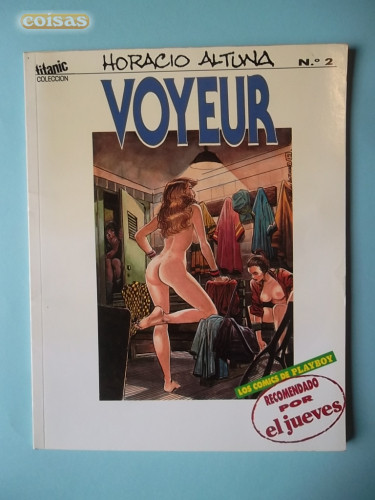 coisas
titanic
COLECCION
HORACIO ALTUNA
N.º 2
VOYEUR
LOS COMICS DE PLAYBOY
RECOMENDADO
POR
el jueves